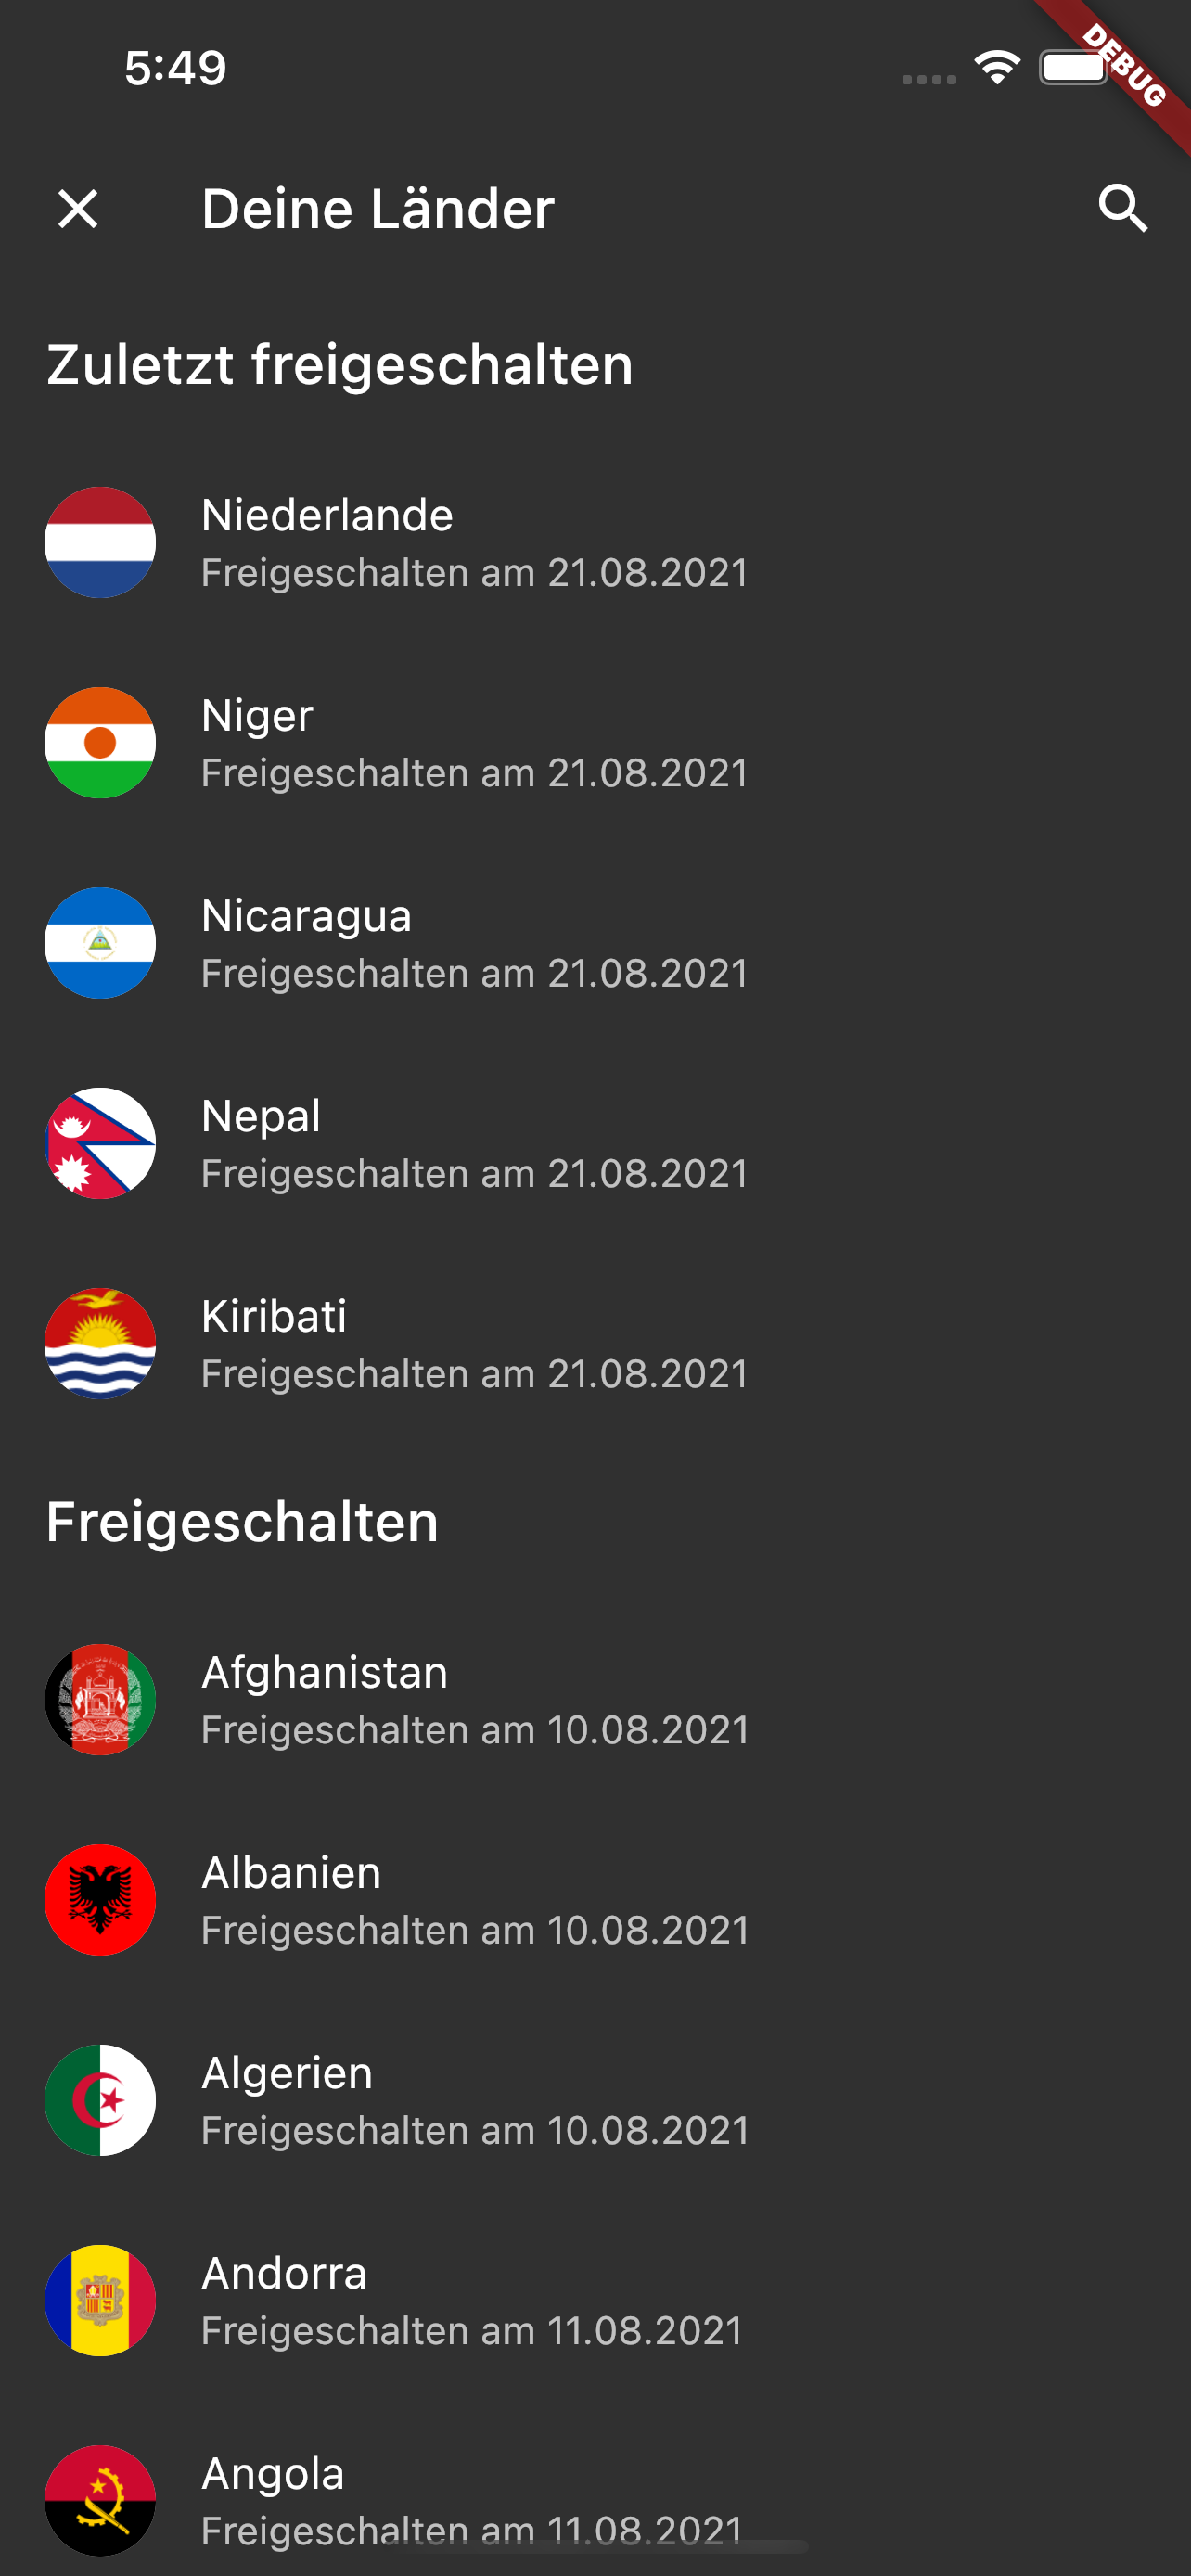 5:49
DEBUG
Deine Länder
Zuletzt freigeschalten
Niederlande
Freigeschalten am 21.08.2021
Niger
Freigeschalten am 21.08.2021
Nicaragua
Freigeschalten am 21.08.2021
Nepal
Freigeschalten am 21.08.2021
Kiribati
Freigeschalten am 21.08.2021
Freigeschalten
Afghanistan
Freigeschalten am 10.08.2021
Albanien
Freigeschalten am 10.08.2021
Algerien
Freigeschalten am 10.08.2021
Andorra
Freigeschalten am 11.08.2021
Angola
Freigeschalten am 11.08.2021